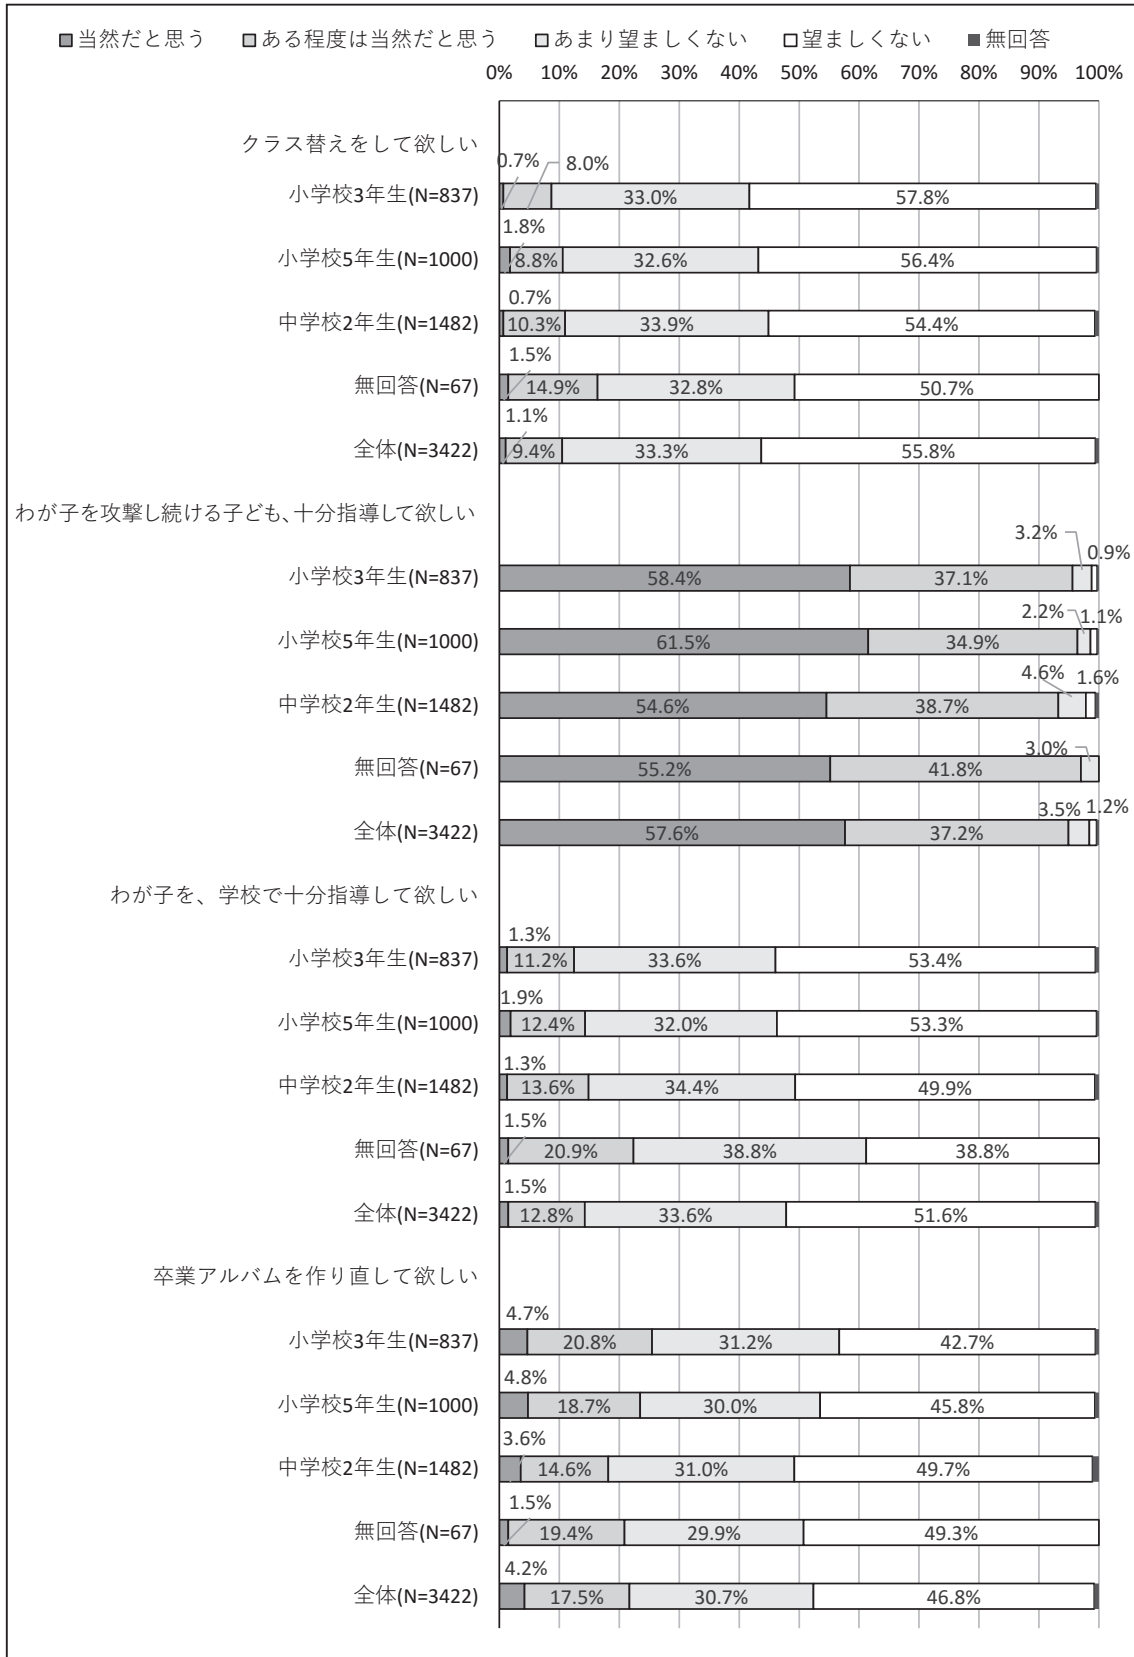 当然だと思う ある程度は当然だと思う あまり望ましくない 望ましくない 無回答
0% 10% 20% 30% 40% 50% 60% 70% 80% 90% 100%
クラス替えをして欲しい
0.7% 8.0%
小学校3年生(N=837) 33.0% 57.8%
1.8%
小学校5年生(N=1000) 8.8% 32.6% 56.4%
0.7%
中学校2年生(N=1482) 10.3% 33.9% 54.4%
1.5%
無回答(N=67) 14.9% 32.8% 50.7%
1.1%
全体(N=3422) 9.4% 33.3% 55.8%
わが子を攻撃し続ける子ども、十分指導して欲しい
3.2% 0.9%
小学校3年生(N=837) 58.4% 37.1%
2.2% 1.1%
小学校5年生(N=1000) 61.5% 34.9%
4.6% 1.6%
中学校2年生(N=1482) 54.6% 38.7%
3.0%
無回答(N=67) 55.2% 41.8%
3.5% 1.2%
全体(N=3422) 57.6% 37.2%
わが子を、学校で十分指導して欲しい
1.3%
小学校3年生(N=837) 11.2% 33.6% 53.4%
1.9%
小学校5年生(N=1000) 12.4% 32.0% 53.3%
1.3%
中学校2年生(N=1482) 13.6% 34.4% 49.9%
1.5%
無回答(N=67) 20.9% 38.8% 38.8%
1.5%
全体(N=3422) 12.8% 33.6% 51.6%
卒業アルバムを作り直して欲しい
4.7%
小学校3年生(N=837) 20.8% 31.2% 42.7%
4.8%
小学校5年生(N=1000) 18.7% 30.0% 45.8%
3.6%
中学校2年生(N=1482) 14.6% 31.0% 49.7%
1.5%
無回答(N=67) 19.4% 29.9% 49.3%
4.2%
全体(N=3422) 17.5% 30.7% 46.8%